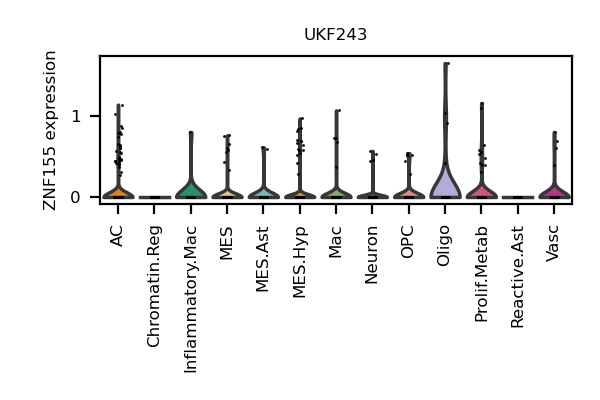 UKF243
ZNF155 expression
1
0
AC
Chromatin.Reg
Inflammatory.Mac
MES
MES.Ast
MES.Hyp
Mac
Neuron
OPC
Oligo
Prolif.Metab
Reactive.Ast
Vasc